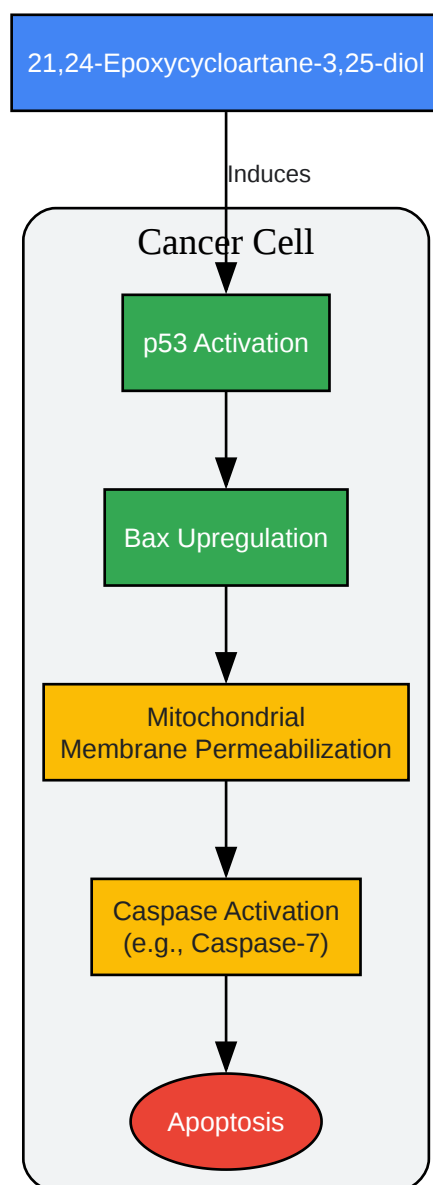 21,24-Epoxycycloartane-3,25-diol
Induces
Cancer Cell
p53 Activation
Bax Upregulation
Mitochondrial
Membrane Permeabilization
Caspase Activation
(e.g., Caspase-7)
Apoptosis